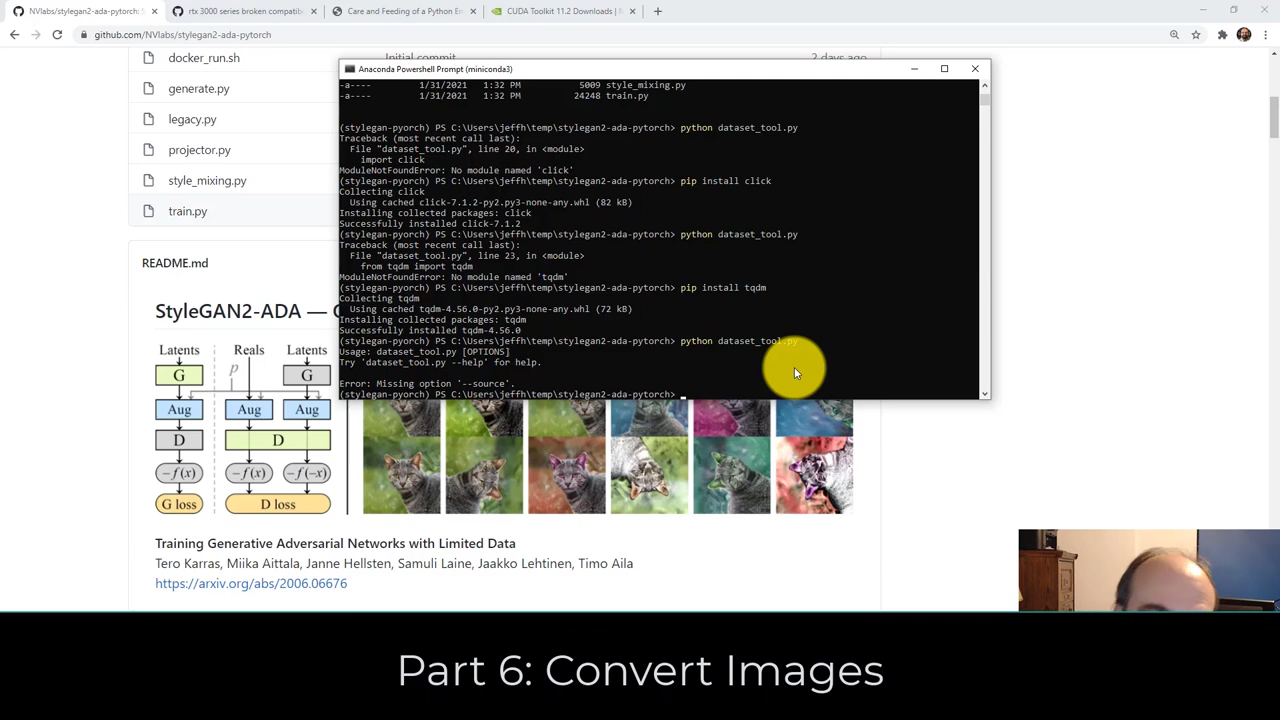 NVlabs/stylegan2-ada-pytorch: S
rtx 3000 series broken compatib
Care and Feeding of a Python En
CUDA Toolkit 11.2 Downloads | N
github.com/NVlabs/stylegan2-ada-pytorch
docker_run.sh
Initial commit
2 days ago
generate.py
legacy.py
projector.py
style_mixing.py
train.py
Anaconda Powershell Prompt (miniconda3)
-a---- 1/31/2021 1:32 PM 5009 style_mixing.py
-a---- 1/31/2021 1:32 PM 24248 train.py
(stylegan-pyorch) PS C:\Users\jeffh\temp\stylegan2-ada-pytorch> python dataset_tool.py
Traceback (most recent call last):
File "dataset_tool.py", line 20, in <module>
import click
ModuleNotFoundError: No module named 'click'
(stylegan-pyorch) PS C:\Users\jeffh\temp\stylegan2-ada-pytorch> pip install click
Collecting click
Using cached click-7.1.2-py2.py3-none-any.whl (82 kB)
Installing collected packages: click
Successfully installed click-7.1.2
(stylegan-pyorch) PS C:\Users\jeffh\temp\stylegan2-ada-pytorch> python dataset_tool.py
Traceback (most recent call last):
File "dataset_tool.py", line 23, in <module>
from tqdm import tqdm
ModuleNotFoundError: No module named 'tqdm'
(stylegan-pyorch) PS C:\Users\jeffh\temp\stylegan2-ada-pytorch> pip install tqdm
Collecting tqdm
Using cached tqdm-4.56.0-py2.py3-none-any.whl (72 kB)
Installing collected packages: tqdm
Successfully installed tqdm-4.56.0
(stylegan-pyorch) PS C:\Users\jeffh\temp\stylegan2-ada-pytorch> python dataset_tool.py
Usage: dataset_tool.py [OPTIONS]
Try 'dataset_tool.py --help' for help.
Error: Missing option '--source'.
(stylegan-pyorch) PS C:\Users\jeffh\temp\stylegan2-ada-pytorch>
README.md
StyleGAN2-ADA —
Latents Reals Latents
p
G G
Aug Aug Aug
D D
−f(x) −f(x) −f(−x)
G loss D loss
Training Generative Adversarial Networks with Limited Data
Tero Karras, Miika Aittala, Janne Hellsten, Samuli Laine, Jaakko Lehtinen, Timo Aila
https://arxiv.org/abs/2006.06676
Part 6: Convert Images